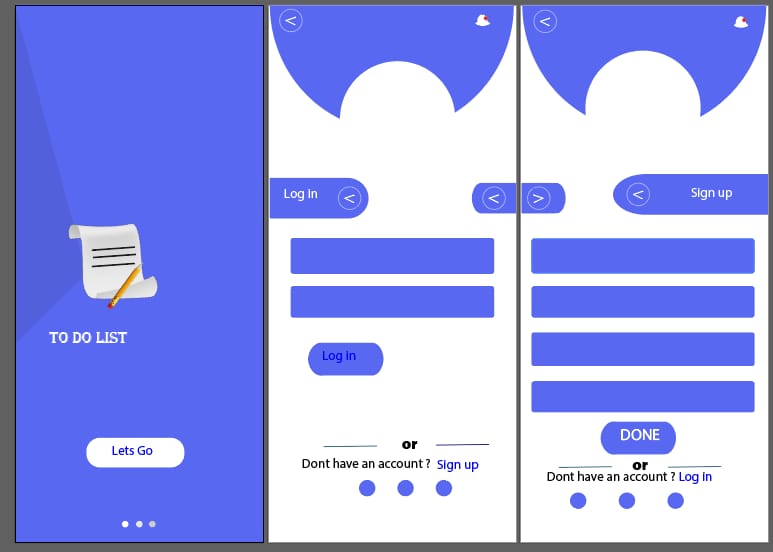 TO DO LIST
Lets Go
<
Log in
<
<
Log in
or
Dont have an account ? Sign up
<
>
<
Sign up
DONE
or
Dont have an account ? Log in